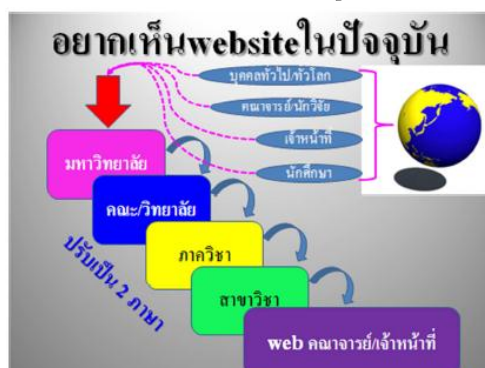 อยากเห็นwebsiteในปัจจุบัน
บุคคลทั่วไป/ทั่วโลก
คณาจารย์/นักวิจัย
เจ้าหน้าที่
นักศึกษา
มหาวิทยาลัย
คณะ/วิทยาลัย
ภาควิชา
สาขาวิชา
web คณาจารย์/เจ้าหน้าที่
ปรับเป็น 2 ภาษา